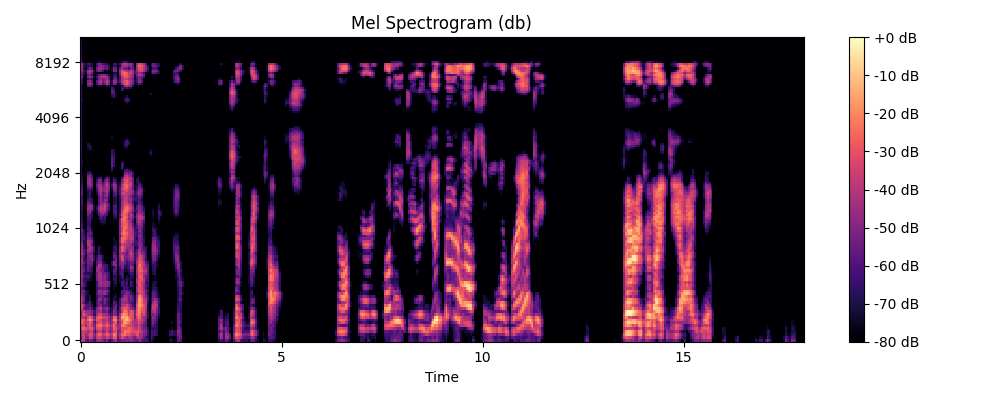 Mel Spectrogram (db)
8192
4096
2048
1024
512
0
Hz
0 5 10 15
Time
+0 dB
-10 dB
-20 dB
-30 dB
-40 dB
-50 dB
-60 dB
-70 dB
-80 dB